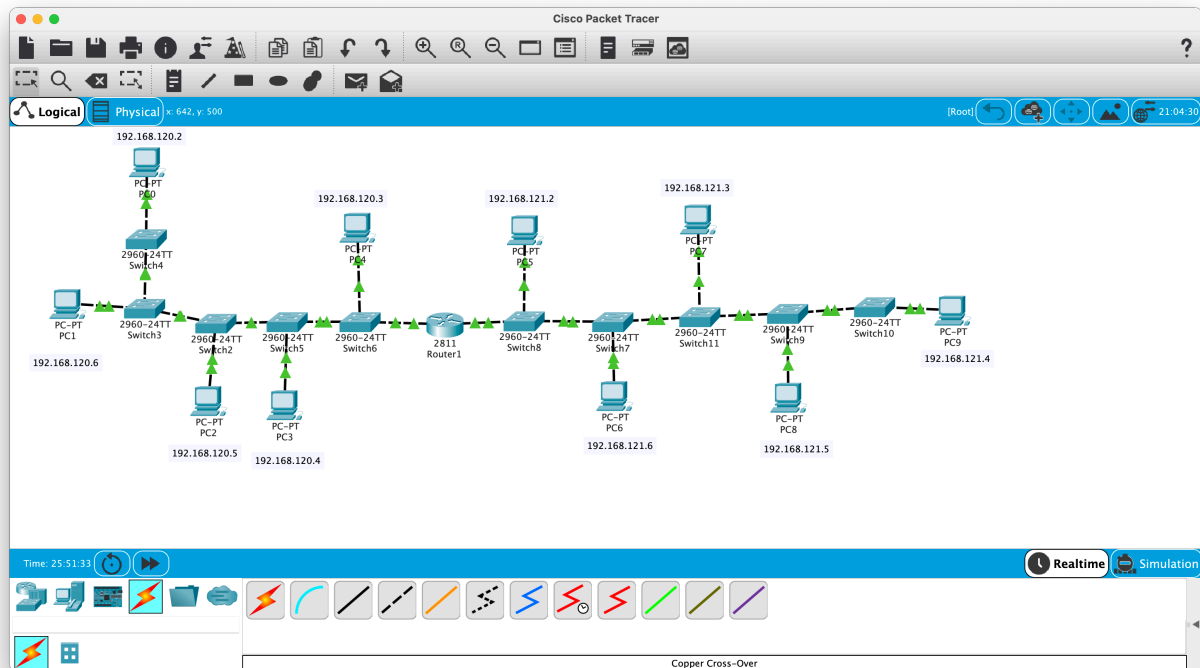 Cisco Packet Tracer
Logical
Physical
x: 642, y: 500
[Root]
21:04:30
192.168.120.2
PC-PT
PC0
2960-24TT
Switch4
PC-PT
PC1
192.168.120.6
2960-24TT
Switch3
2960-24TT
Switch2
PC-PT
PC2
192.168.120.5
2960-24TT
Switch5
PC-PT
PC3
192.168.120.4
192.168.120.3
PC-PT
PC4
2960-24TT
Switch6
2811
Router1
192.168.121.2
PC-PT
PC5
2960-24TT
Switch8
2960-24TT
Switch7
PC-PT
PC6
192.168.121.6
192.168.121.3
PC-PT
PC7
2960-24TT
Switch11
2960-24TT
Switch9
PC-PT
PC8
192.168.121.5
2960-24TT
Switch10
PC-PT
PC9
192.168.121.4
Time: 25:51:33
Realtime
Simulation
Copper Cross-Over